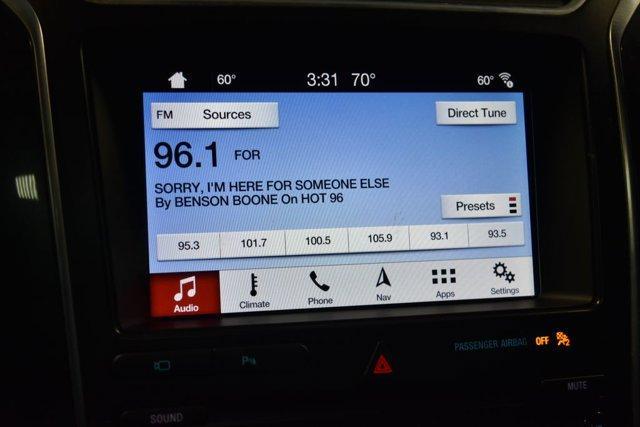 60° 3:31 70° 60°
FM Sources Direct Tune
96.1 FOR
SORRY, I'M HERE FOR SOMEONE ELSE
By BENSON BOONE On HOT 96
Presets
95.3 101.7 100.5 105.9 93.1 93.5
Audio Climate Phone Nav Apps Settings
PASSENGER AIRBAG OFF 2
P
MUTE
SOUND